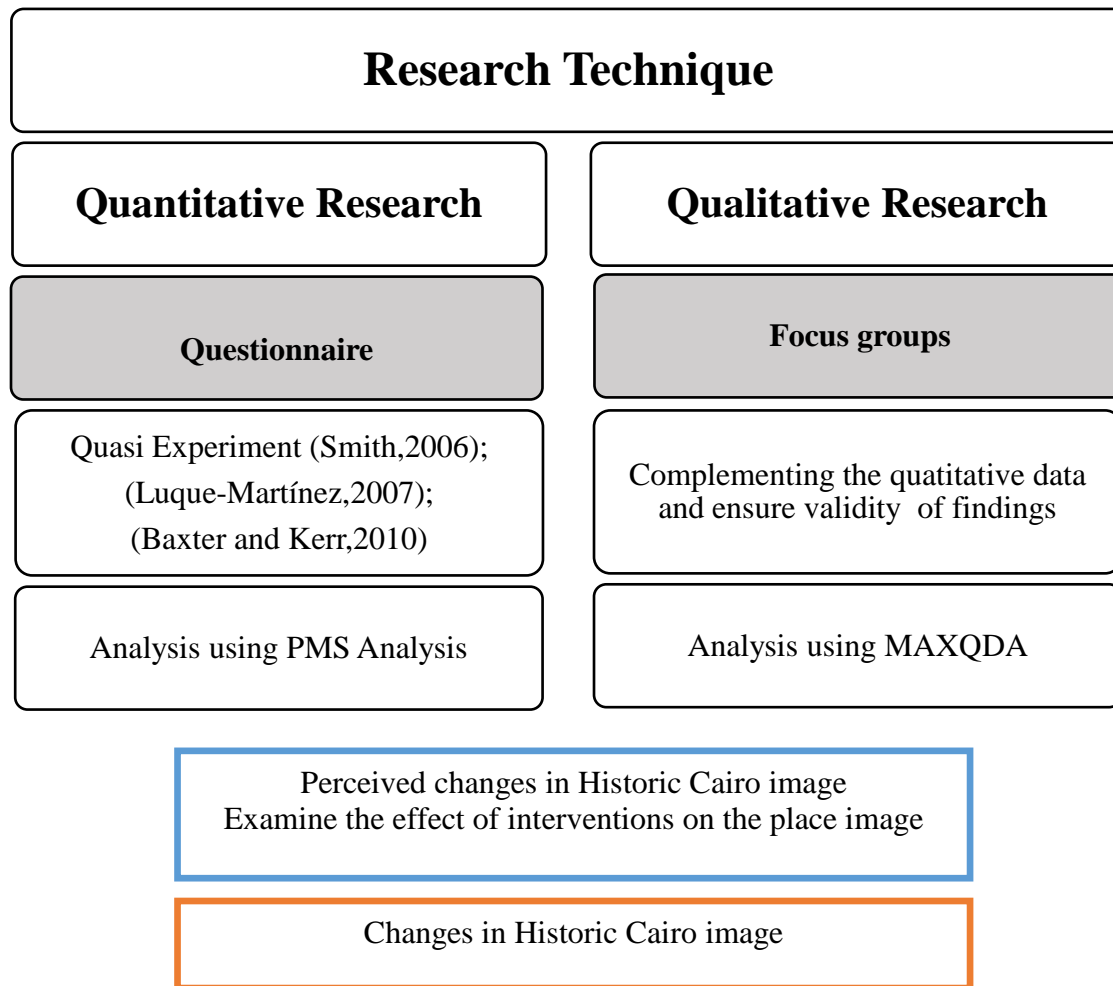 Research Technique
Quantitative Research
Qualitative Research
Questionnaire
Focus groups
Quasi Experiment (Smith,2006);
(Luque-Martínez,2007);
(Baxter and Kerr,2010)
Complementing the quatitative data
and ensure validity of findings
Analysis using PMS Analysis
Analysis using MAXQDA
Perceived changes in Historic Cairo image
Examine the effect of interventions on the place image
Changes in Historic Cairo image